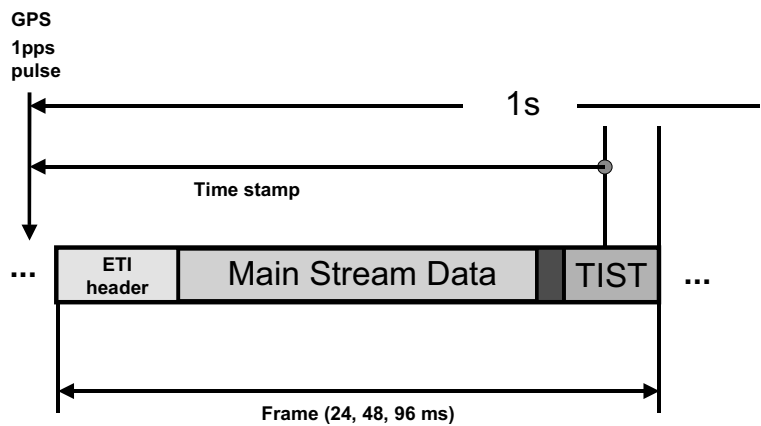 GPS
1pps
pulse
1s
Time stamp
...
ETI
header
Main Stream Data
TIST
...
Frame (24, 48, 96 ms)